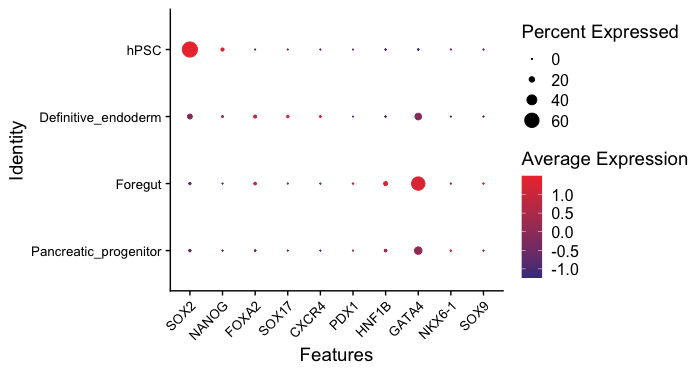 Identity
hPSC
Definitive_endoderm
Foregut
Pancreatic_progenitor
SOX2
NANOG
FOXA2
SOX17
CXCR4
PDX1
HNF1B
GATA4
NKX6-1
SOX9
Features
Percent Expressed
0
20
40
60
Average Expression
1.0
0.5
0.0
-0.5
-1.0